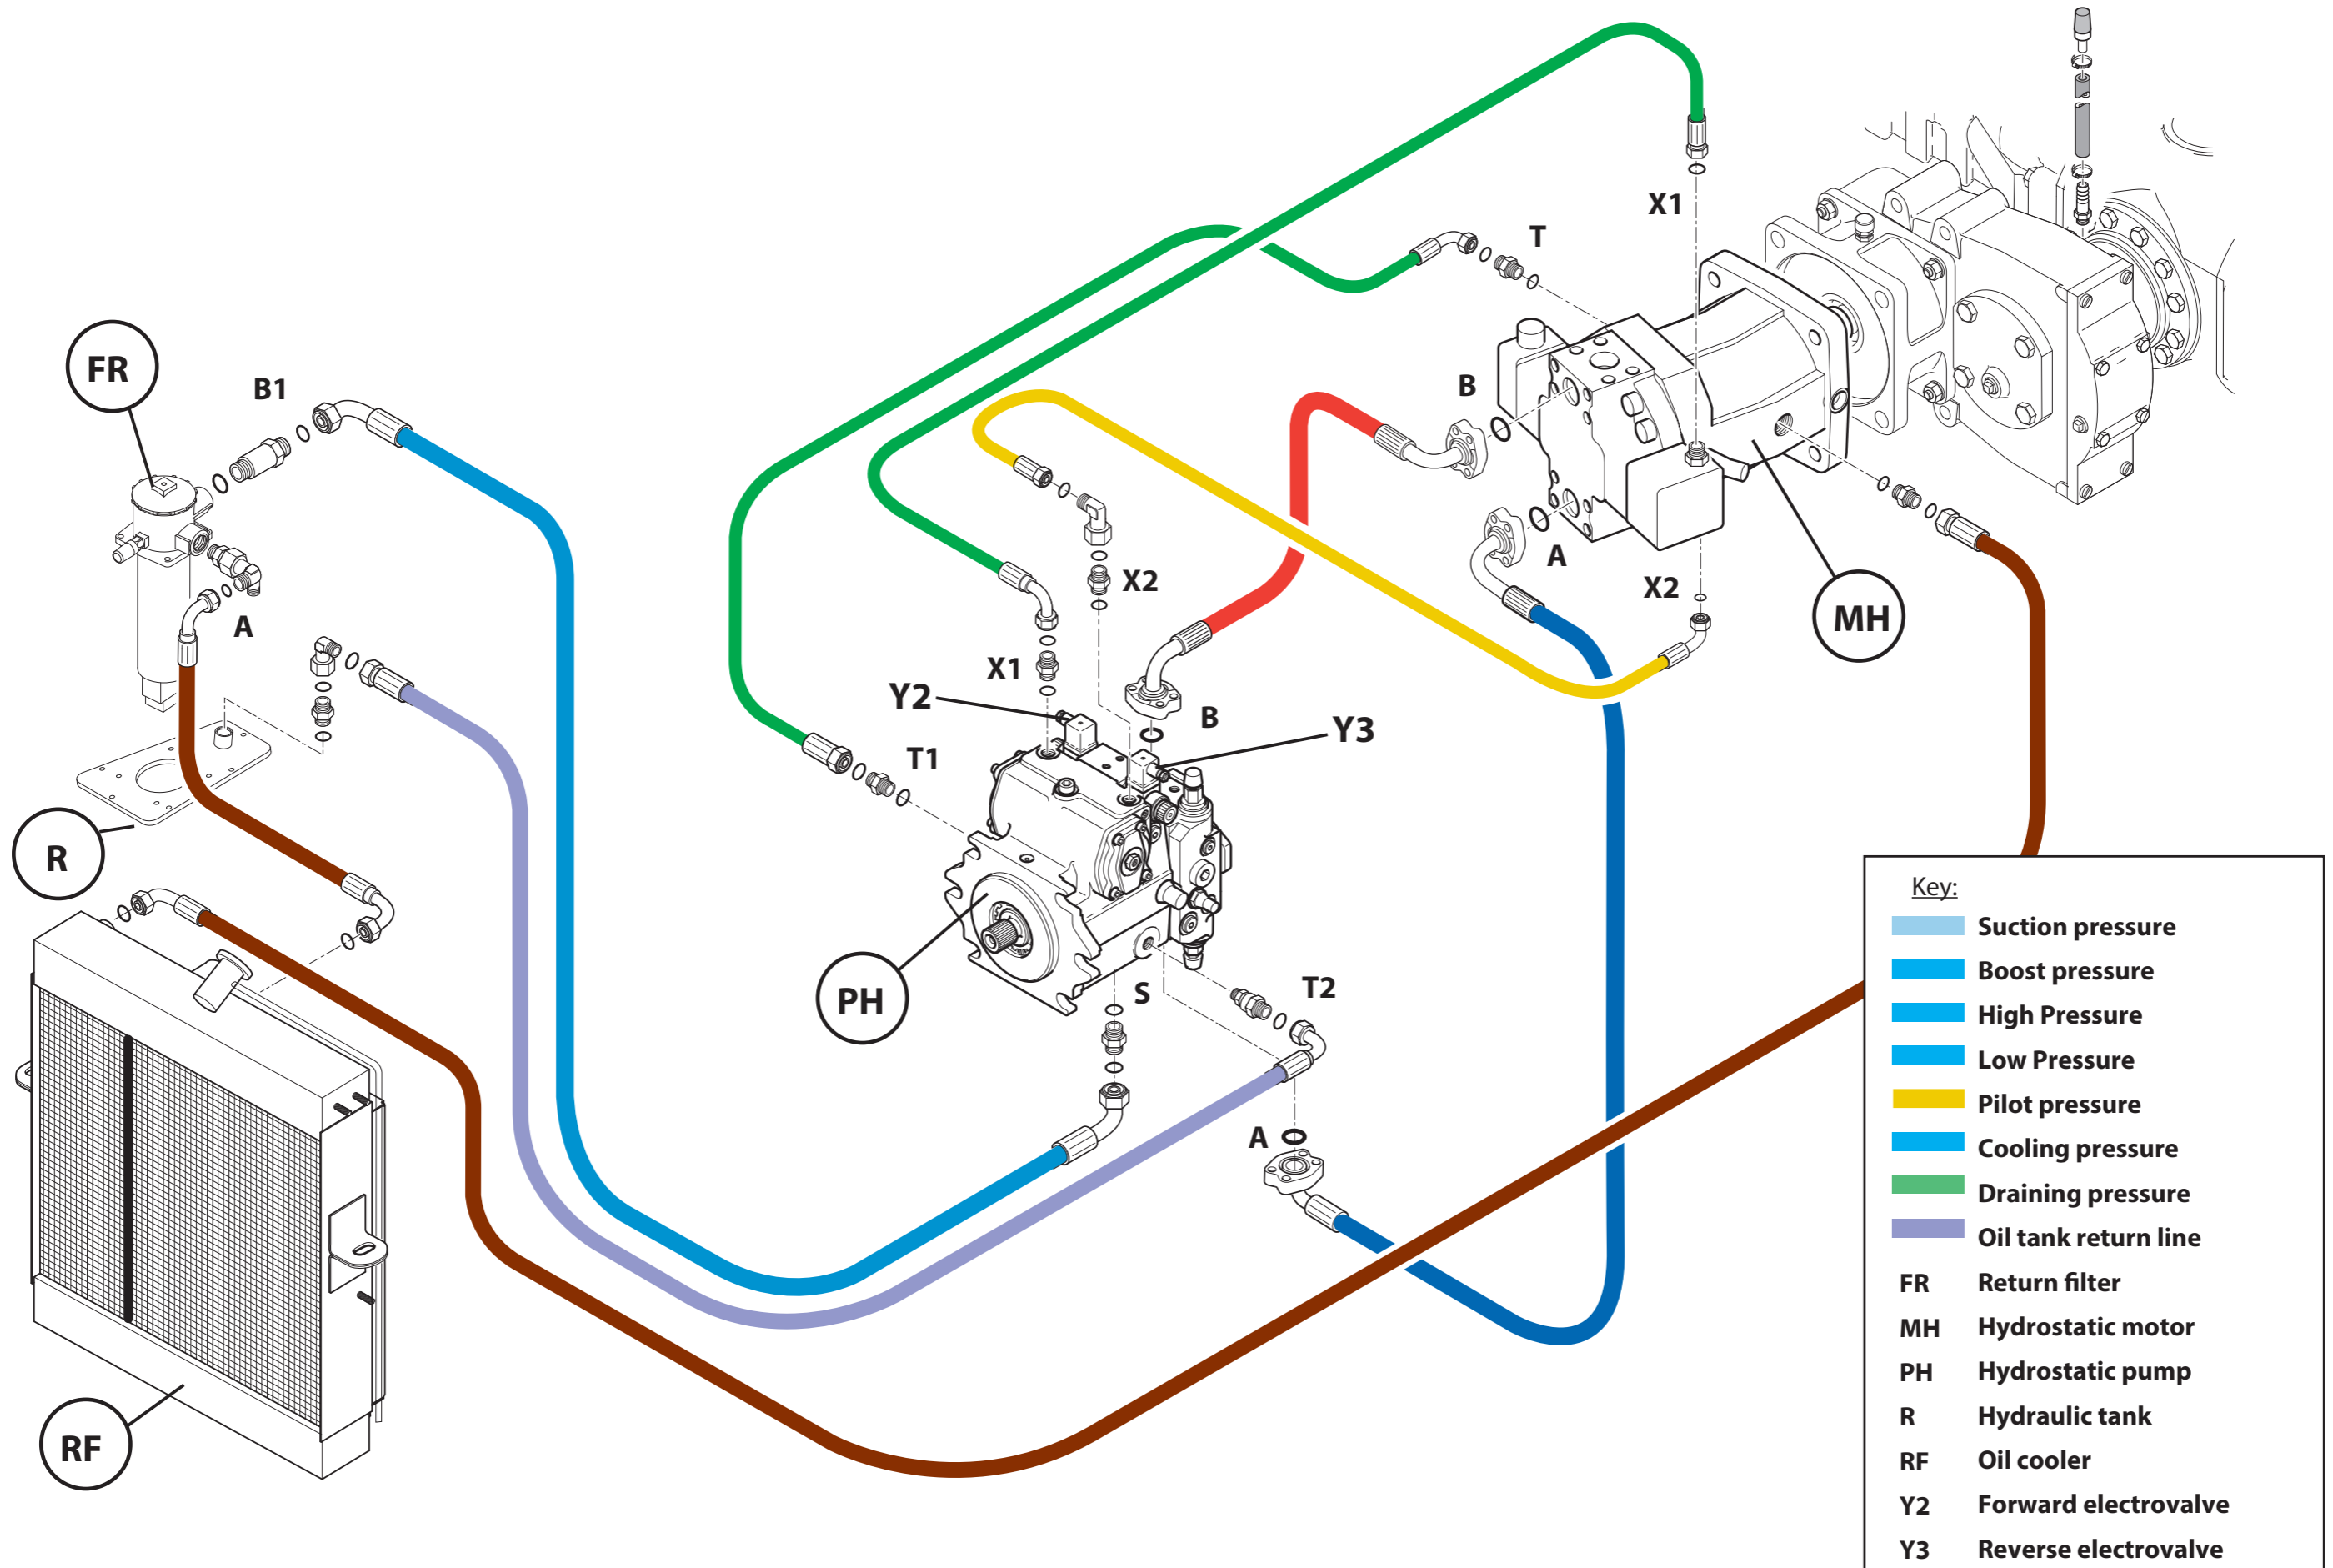 X1
T
FR
B1
B
A
X2
X2
MH
A
X1
Y2
B
Y3
T1
R
PH
S
T2
A
RF
Key:
Suction pressure
Boost pressure
High Pressure
Low Pressure
Pilot pressure
Cooling pressure
Draining pressure
Oil tank return line
FR Return filter
MH Hydrostatic motor
PH Hydrostatic pump
R Hydraulic tank
RF Oil cooler
Y2 Forward electrovalve
Y3 Reverse electrovalve